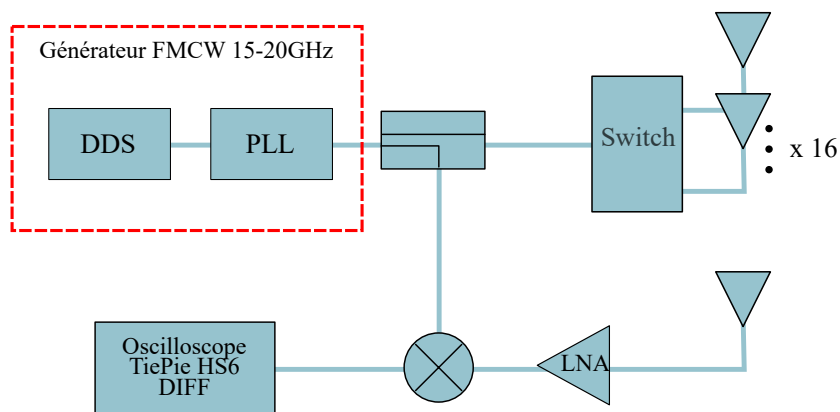 Générateur FMCW 15-20GHz
DDS
PLL
Switch
x 16
Oscilloscope
TiePie HS6
DIFF
LNA